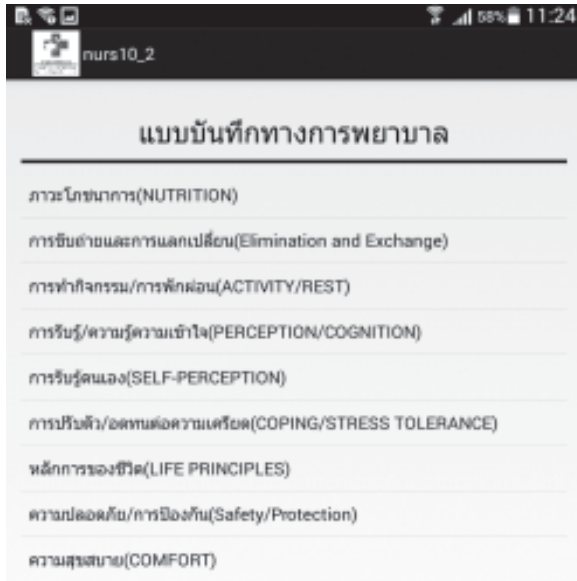 58% 11:24
nurs10_2
แบบบันทึกทางการพยาบาล
ภาวะโภชนาการ(NUTRITION)
การขับถ่ายและการแลกเปลี่ยน(Elimination and Exchange)
การทำกิจกรรม/การพักผ่อน(ACTIVITY/REST)
การรับรู้/ความรู้ความเข้าใจ(PERCEPTION/COGNITION)
การรับรู้ตนเอง(SELF-PERCEPTION)
การปรับตัว/อดทนต่อความเครียด(COPING/STRESS TOLERANCE)
หลักการของชีวิต(LIFE PRINCIPLES)
ความปลอดภัย/การป้องกัน(Safety/Protection)
ความสุขสบาย(COMFORT)